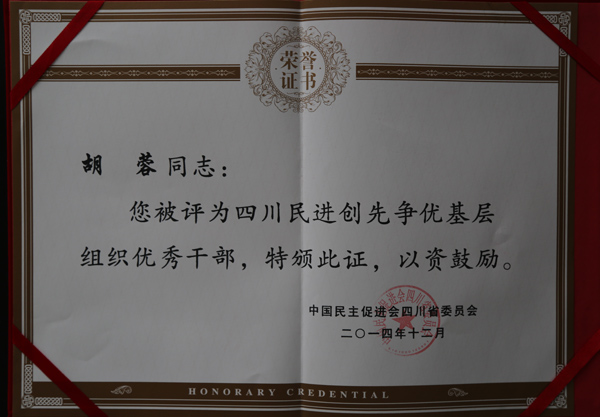 荣誉
证书
胡 蓉同志：
您被评为四川民进创先争优基层
组织优秀干部，特颁此证，以资鼓励。
中国民主促进会四川省委员会
二〇一四年十二月
HONORARY CREDENTIAL